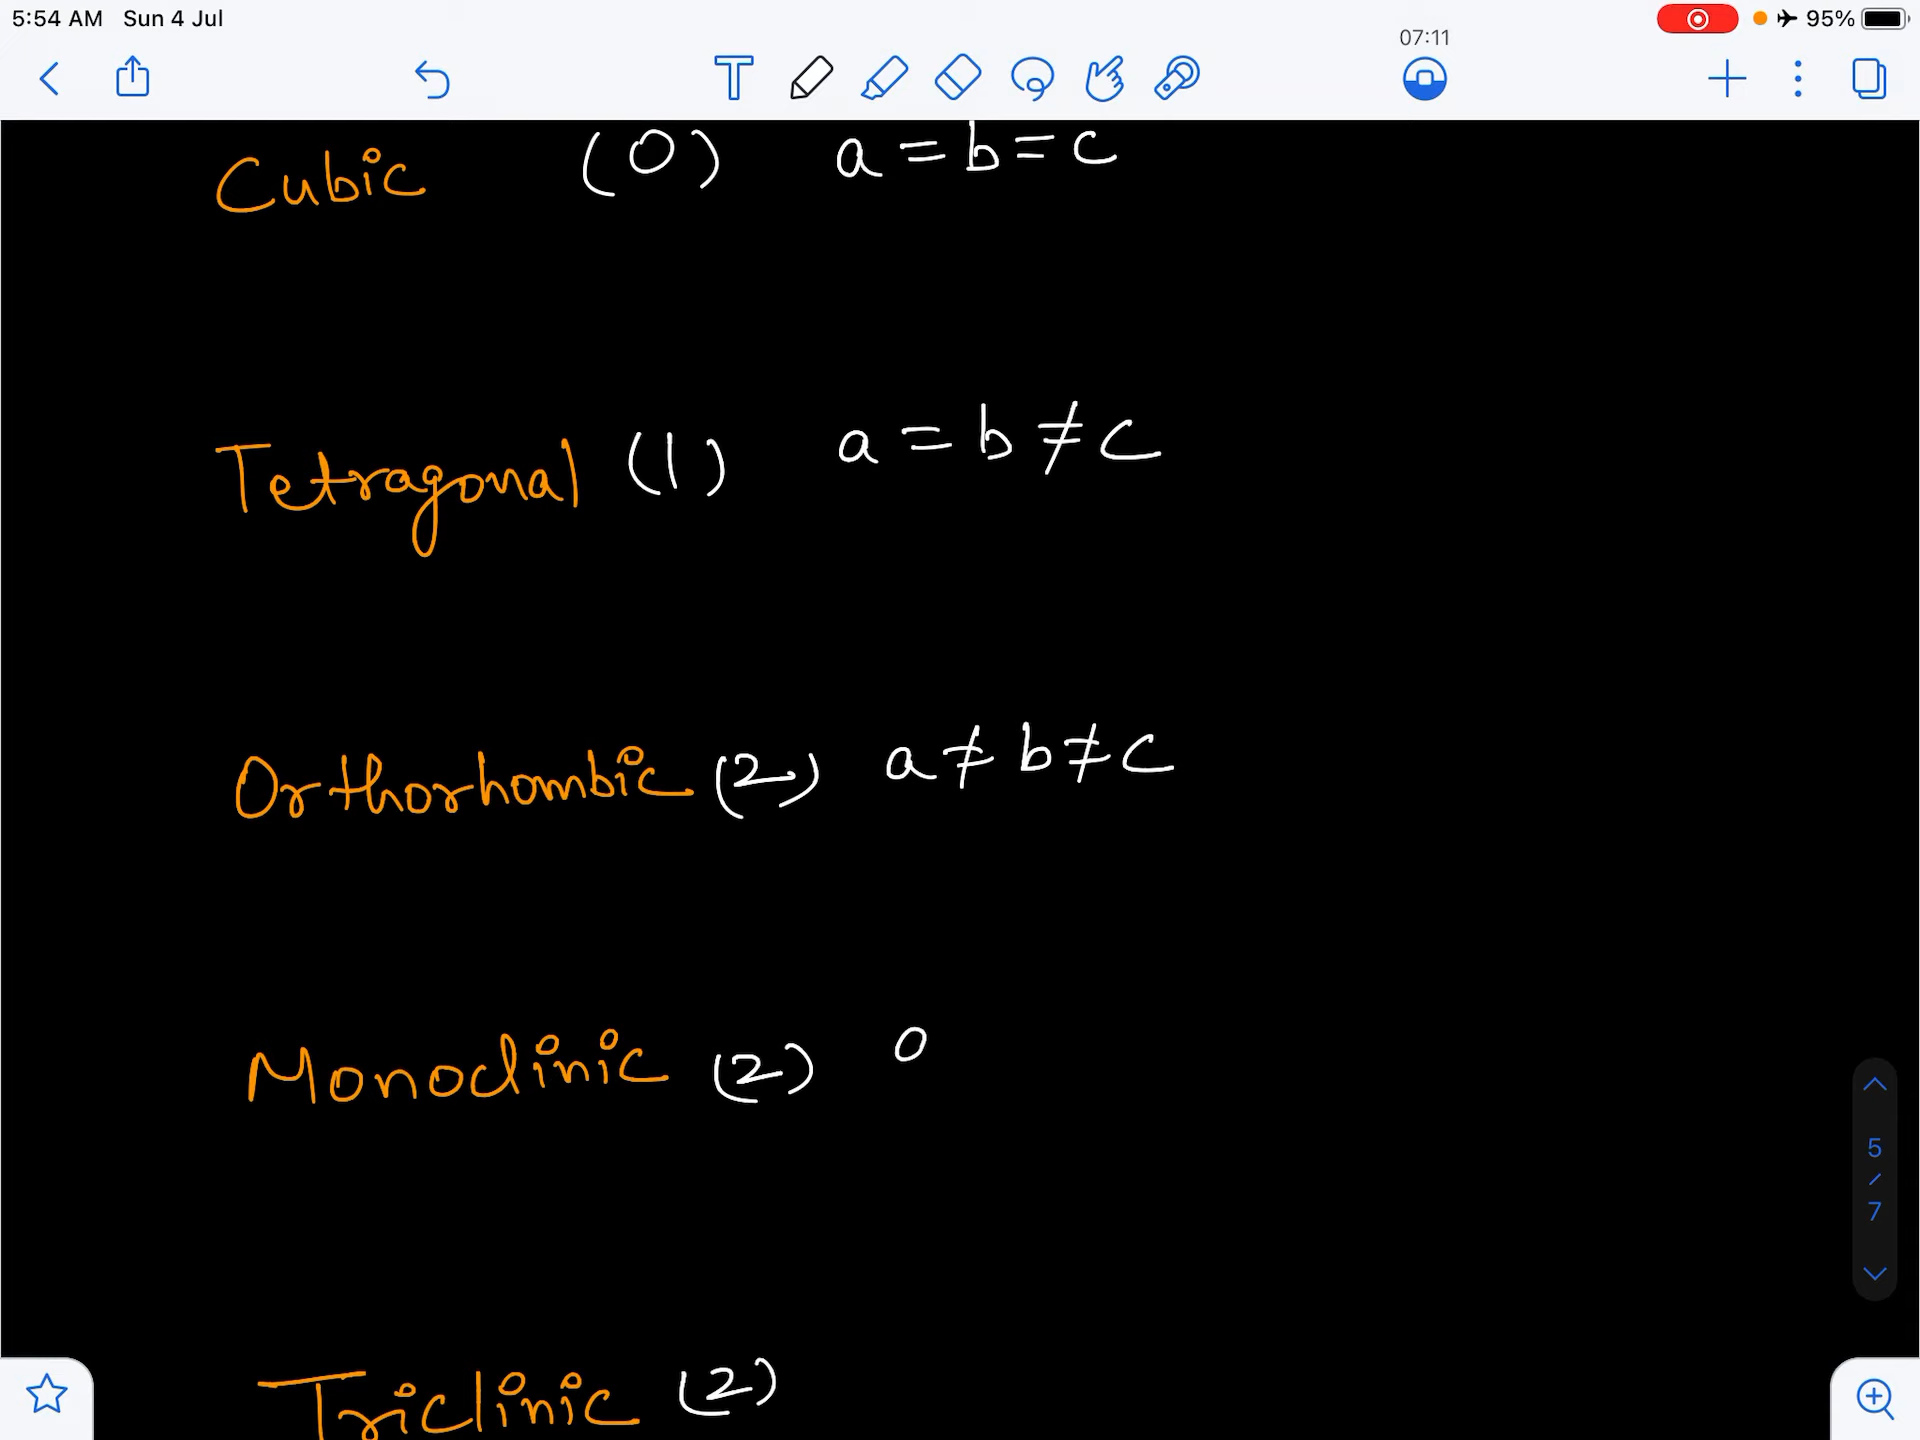 5:54 AM Sun 4 Jul 95%
07:11
Cubic (0) a = b = c
Tetragonal (1) a = b ≠ c
Orthorhombic (2) a ≠ b ≠ c
Monoclinic (2)
Triclinic (2)
5
/
7